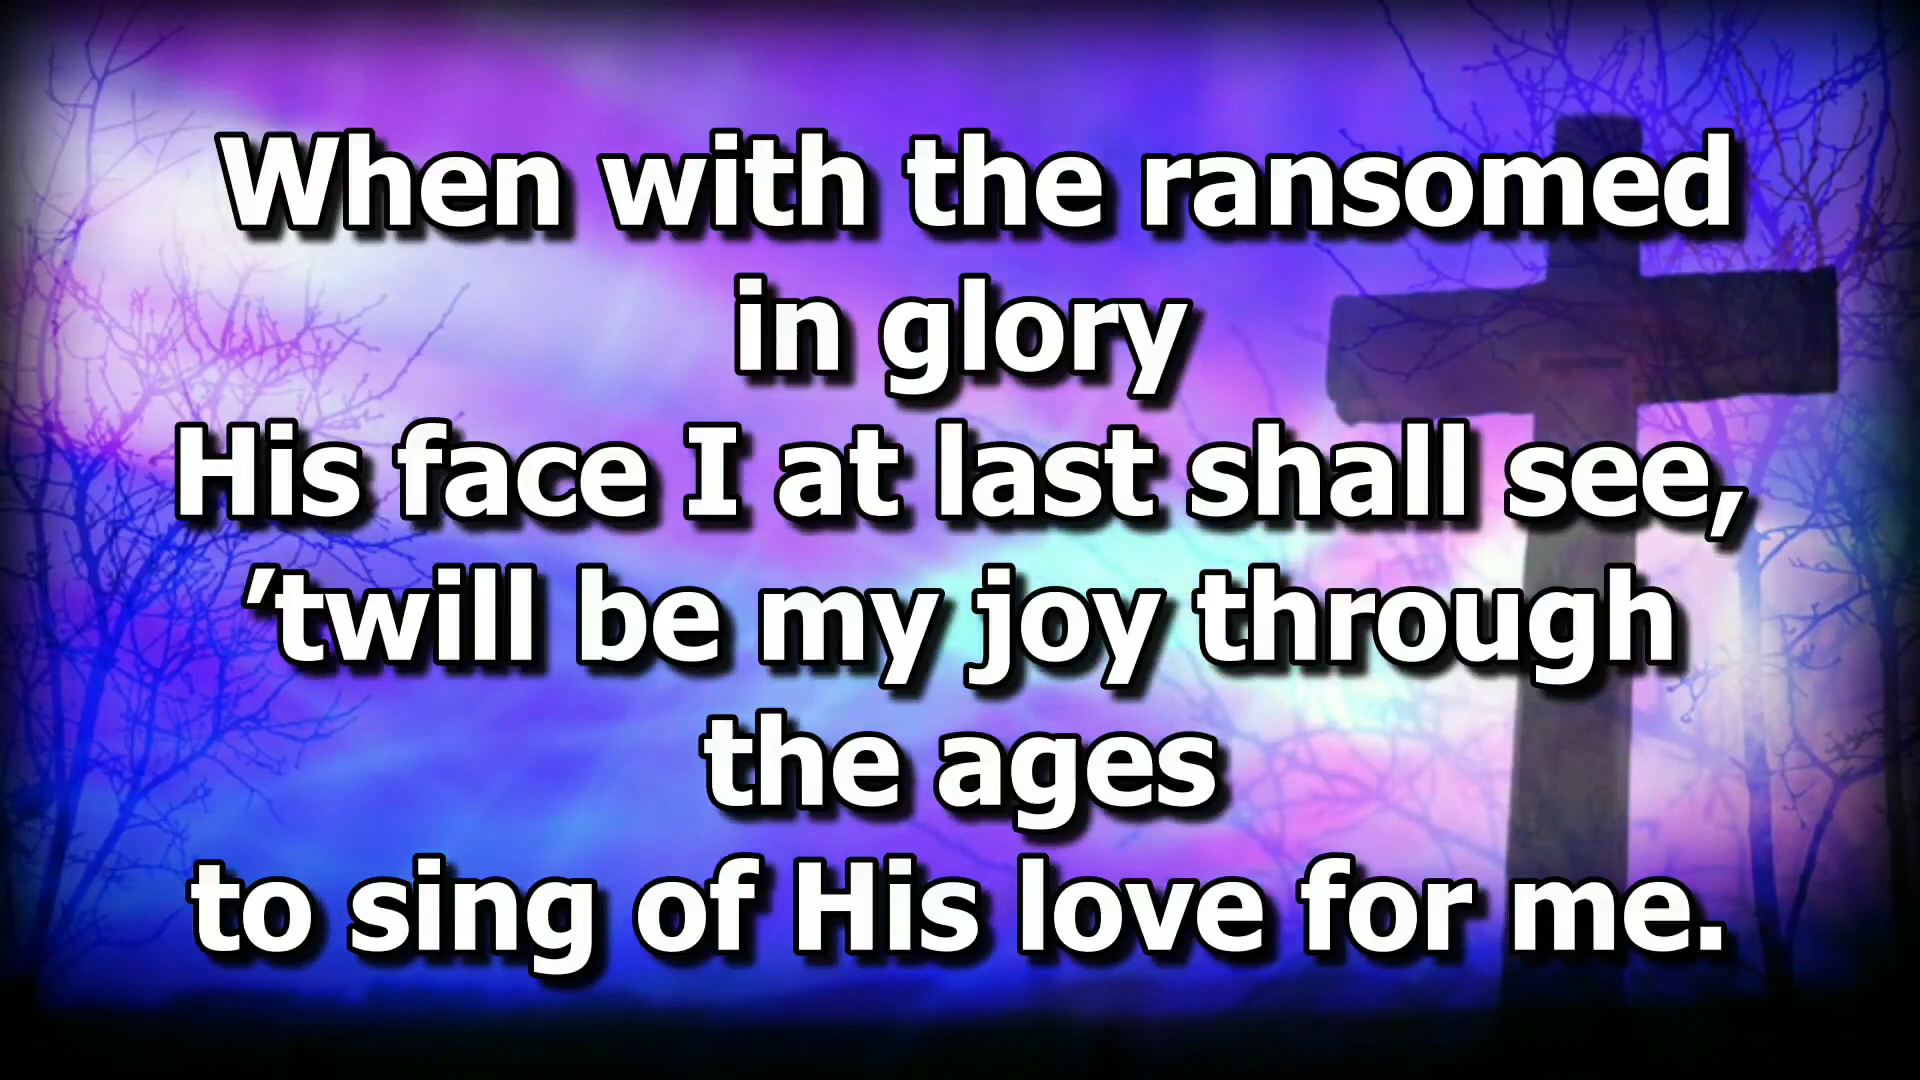 When with the ransomed
in glory
His face I at last shall see,
’twill be my joy through
the ages
to sing of His love for me.